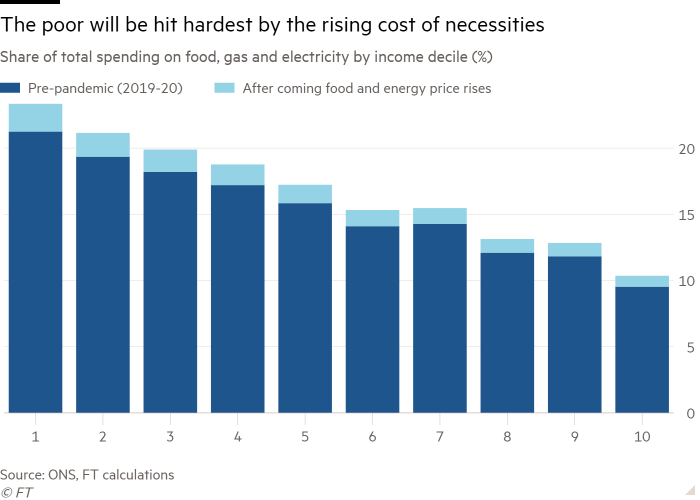 The poor will be hit hardest by the rising cost of necessities
Share of total spending on food, gas and electricity by income decile (%)
Pre-pandemic (2019-20) After coming food and energy price rises
20
15
10
5
0
1 2 3 4 5 6 7 8 9 10
Source: ONS, FT calculations
© FT